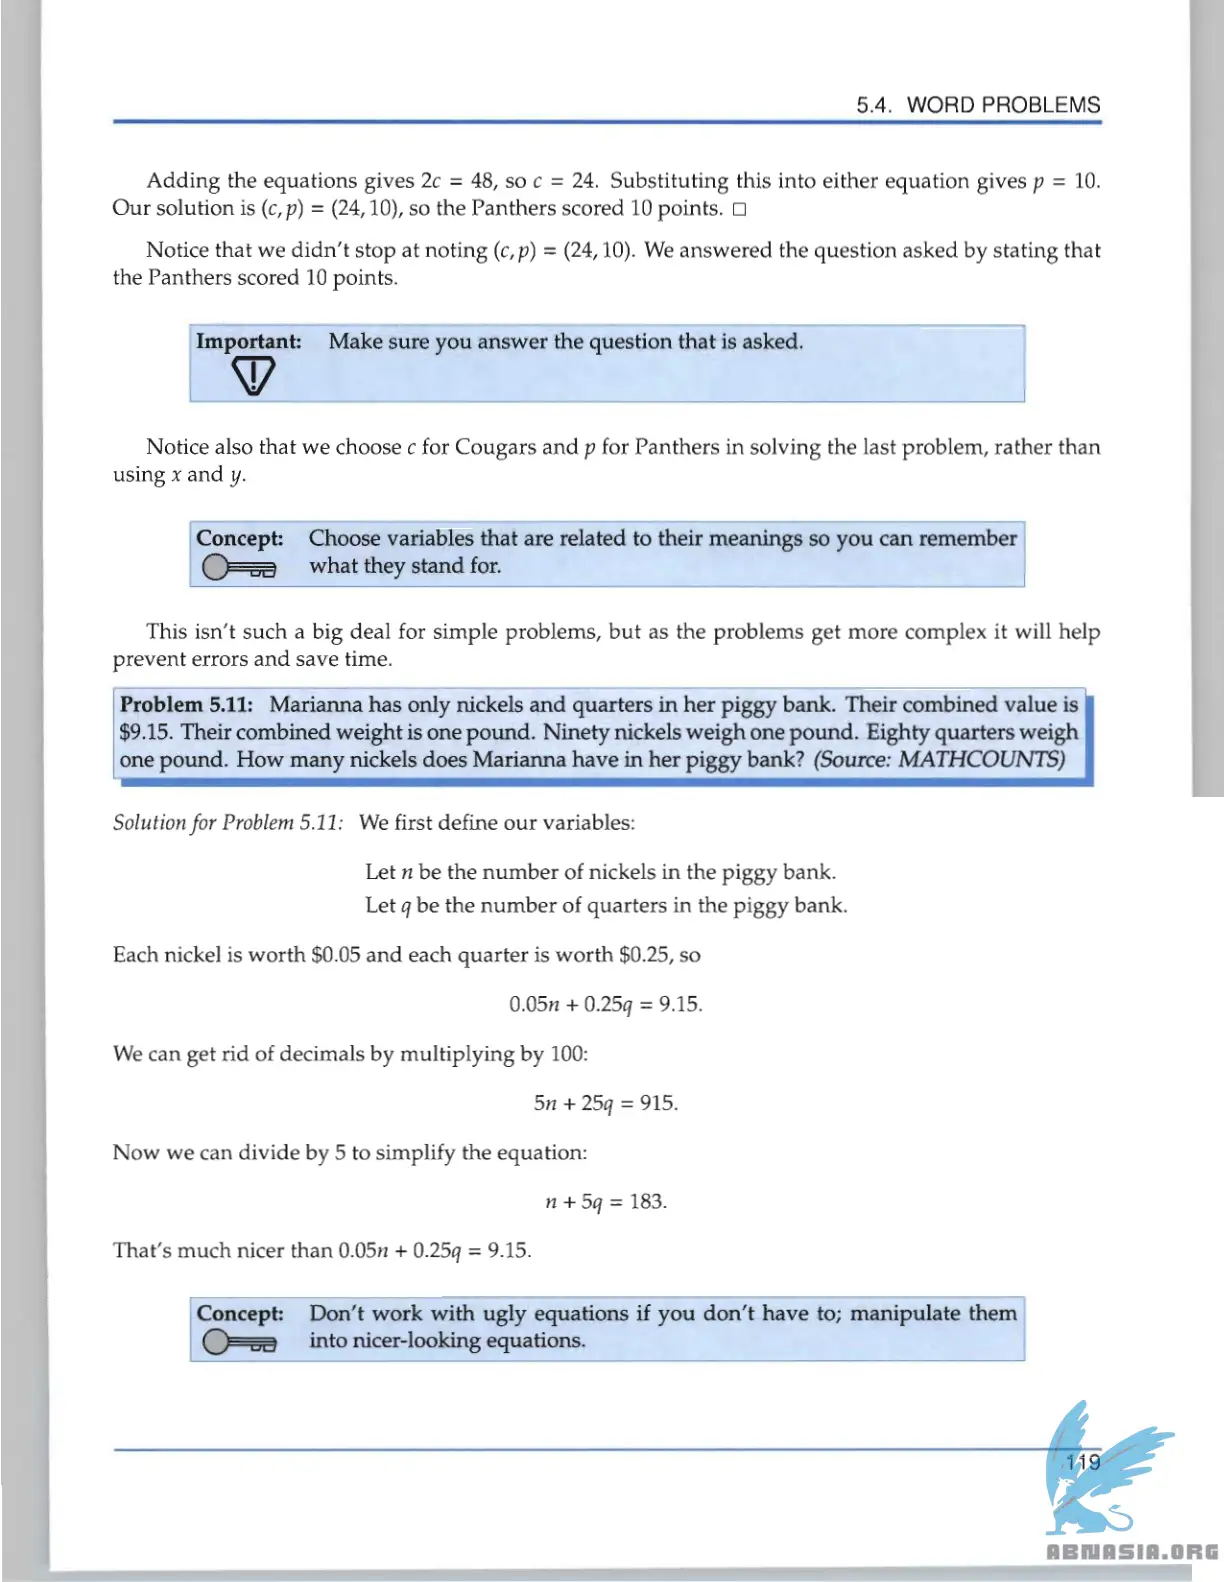 5.4. WORD PROBLEMS
Adding the equations gives 2c = 48, so c = 24. Substituting this into either equation gives p = 10.
Our solution is (c, p) = (24, 10), so the Panthers scored 10 points. □
Notice that we didn't stop at noting (c, p) = (24, 10). We answered the question asked by stating that
the Panthers scored 10 points.
Important: Make sure you answer the question that is asked.
Notice also that we choose c for Cougars and p for Panthers in solving the last problem, rather than
using x and y.
Concept: Choose variables that are related to their meanings so you can remember
what they stand for.
This isn't such a big deal for simple problems, but as the problems get more complex it will help
prevent errors and save time.
Problem 5.11: Marianna has only nickels and quarters in her piggy bank. Their combined value is
$9.15. Their combined weight is one pound. Ninety nickels weigh one pound. Eighty quarters weigh
one pound. How many nickels does Marianna have in her piggy bank? (Source: MATHCOUNTS)
Solution for Problem 5.11: We first define our variables:
Let n be the number of nickels in the piggy bank.
Let q be the number of quarters in the piggy bank.
Each nickel is worth $0.05 and each quarter is worth $0.25, so
0.05n + 0.25q = 9.15.
We can get rid of decimals by multiplying by 100:
5n + 25q = 915.
Now we can divide by 5 to simplify the equation:
n + 5q = 183.
That's much nicer than 0.05n + 0.25q = 9.15.
Concept: Don't work with ugly equations if you don't have to; manipulate them
into nicer-looking equations.
119
ABMASIA.ORG